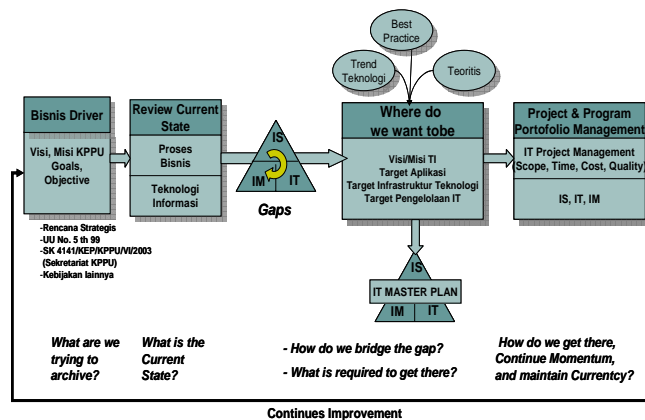 Best
Practice
Trend
Teknologi
Teoritis
Bisnis Driver
Visi, Misi KPPU
Goals,
Objective
-Rencana Strategis
-UU No. 5 th 99
-SK 4141/KEP/KPPU/VI/2003
(Sekretariat KPPU)
-Kebijakan lainnya
Review Current
State
Proses
Bisnis
Teknologi
Informasi
IS
IM
IT
Gaps
Where do
we want tobe
Visi/Misi TI
Target Aplikasi
Target Infrastruktur Teknologi
Target Pengelolaan IT
Project & Program
Portofolio Management
IT Project Management
(Scope, Time, Cost, Quality)
IS, IT, IM
IS
IT MASTER PLAN
IM
IT
What are we
trying to
archive?
What is the
Current
State?
- How do we bridge the gap?
- What is required to get there?
How do we get there,
Continue Momentum,
and maintain Currentcy?
Continues Improvement